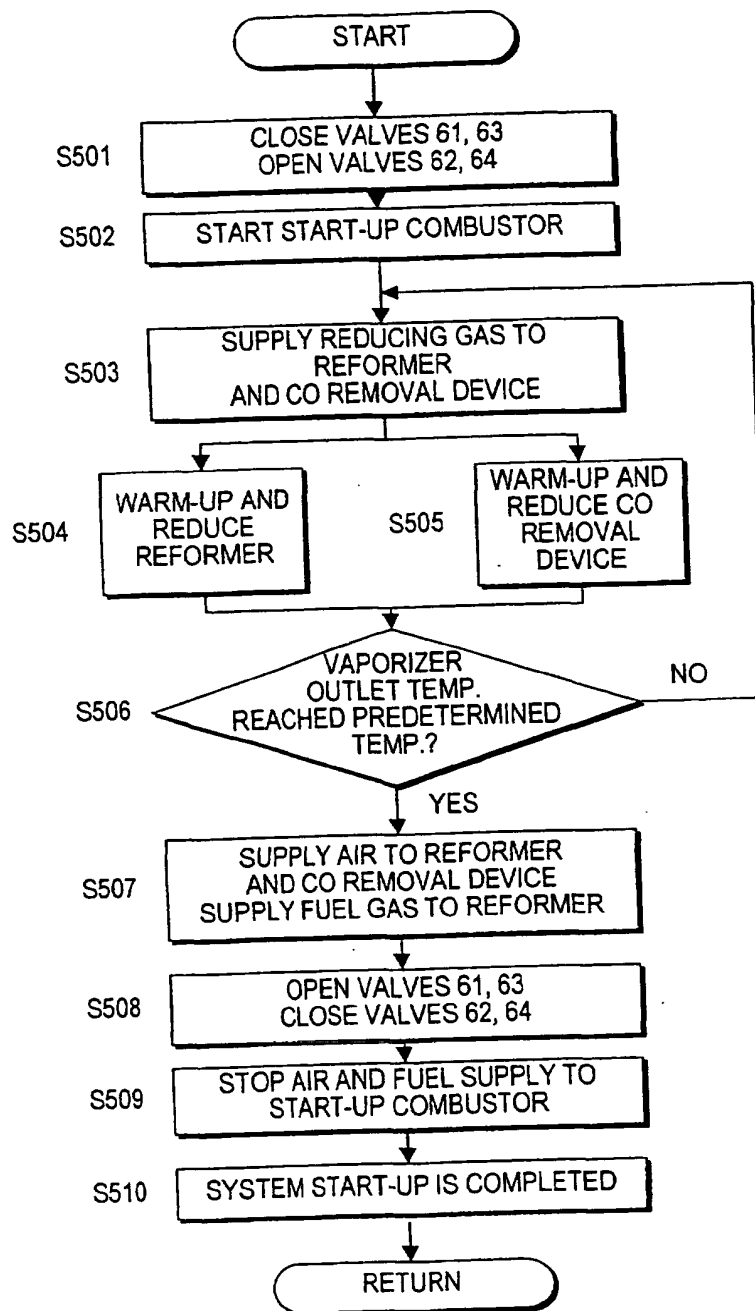 START
S501
CLOSE VALVES 61, 63
OPEN VALVES 62, 64
S502
START START-UP COMBUSTOR
S503
SUPPLY REDUCING GAS TO
REFORMER
AND CO REMOVAL DEVICE
S504
WARM-UP AND
REDUCE
REFORMER
S505
WARM-UP AND
REDUCE CO
REMOVAL
DEVICE
S506
VAPORIZER
OUTLET TEMP.
REACHED PREDETERMINED
TEMP.?
NO
YES
S507
SUPPLY AIR TO REFORMER
AND CO REMOVAL DEVICE
SUPPLY FUEL GAS TO REFORMER
S508
OPEN VALVES 61, 63
CLOSE VALVES 62, 64
S509
STOP AIR AND FUEL SUPPLY TO
START-UP COMBUSTOR
S510
SYSTEM START-UP IS COMPLETED
RETURN